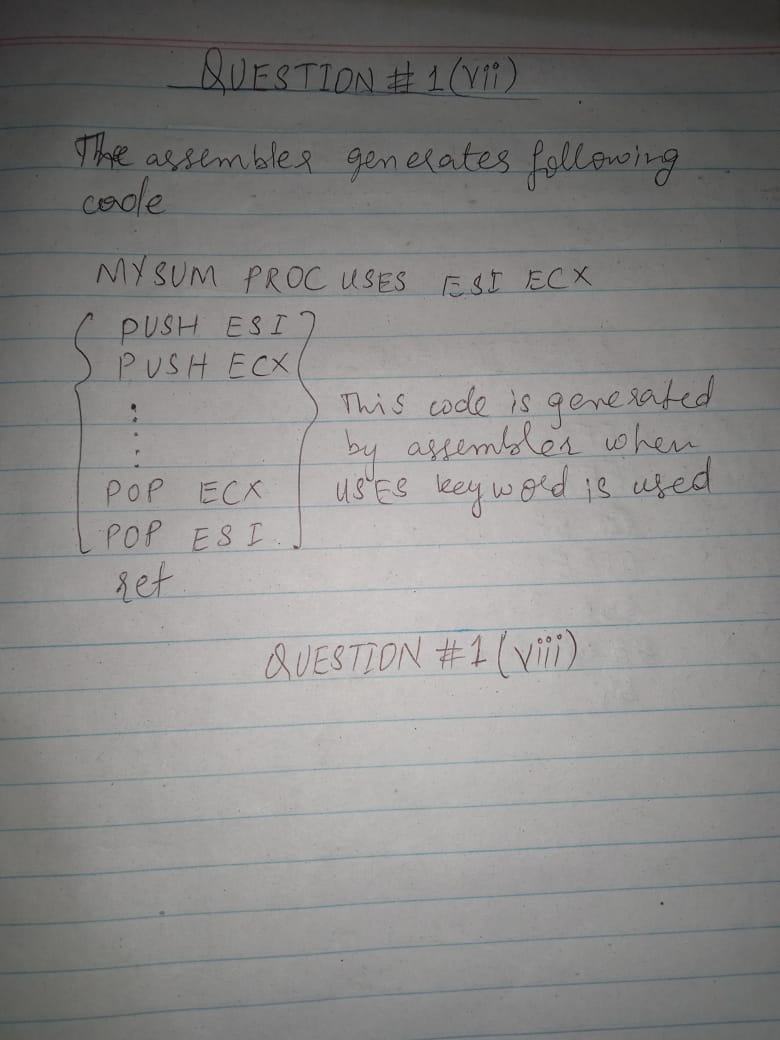 QUESTION # 1(vii)
The assembler generates following
code
MYSUM PROC USES ESI ECX
PUSH ESI
PUSH ECX
This code is generated
by assembler when
USES keyword is used
POP ECX
POP ESI
ret
QUESTION #1(viii)